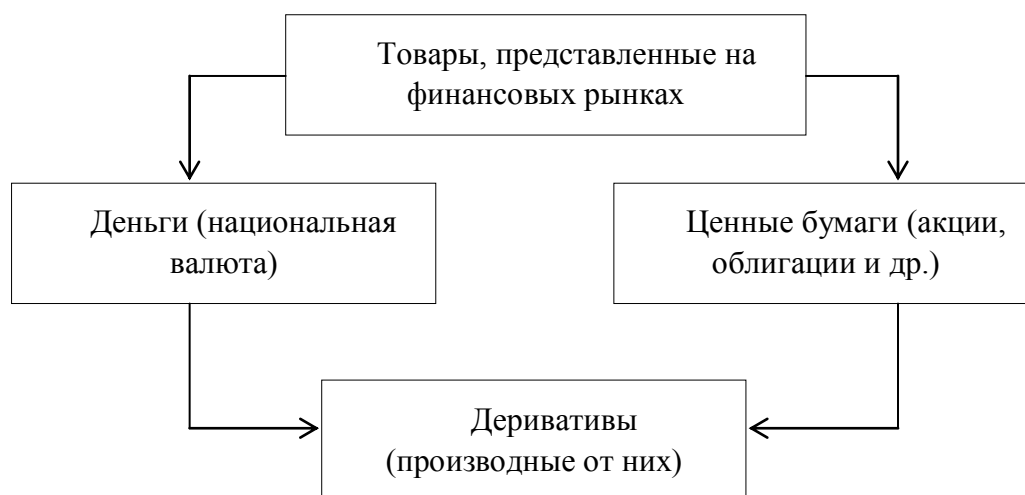 Товары, представленные на
финансовых рынках
Деньги (национальная
валюта)
Ценные бумаги (акции,
облигации и др.)
Деривативы
(производные от них)